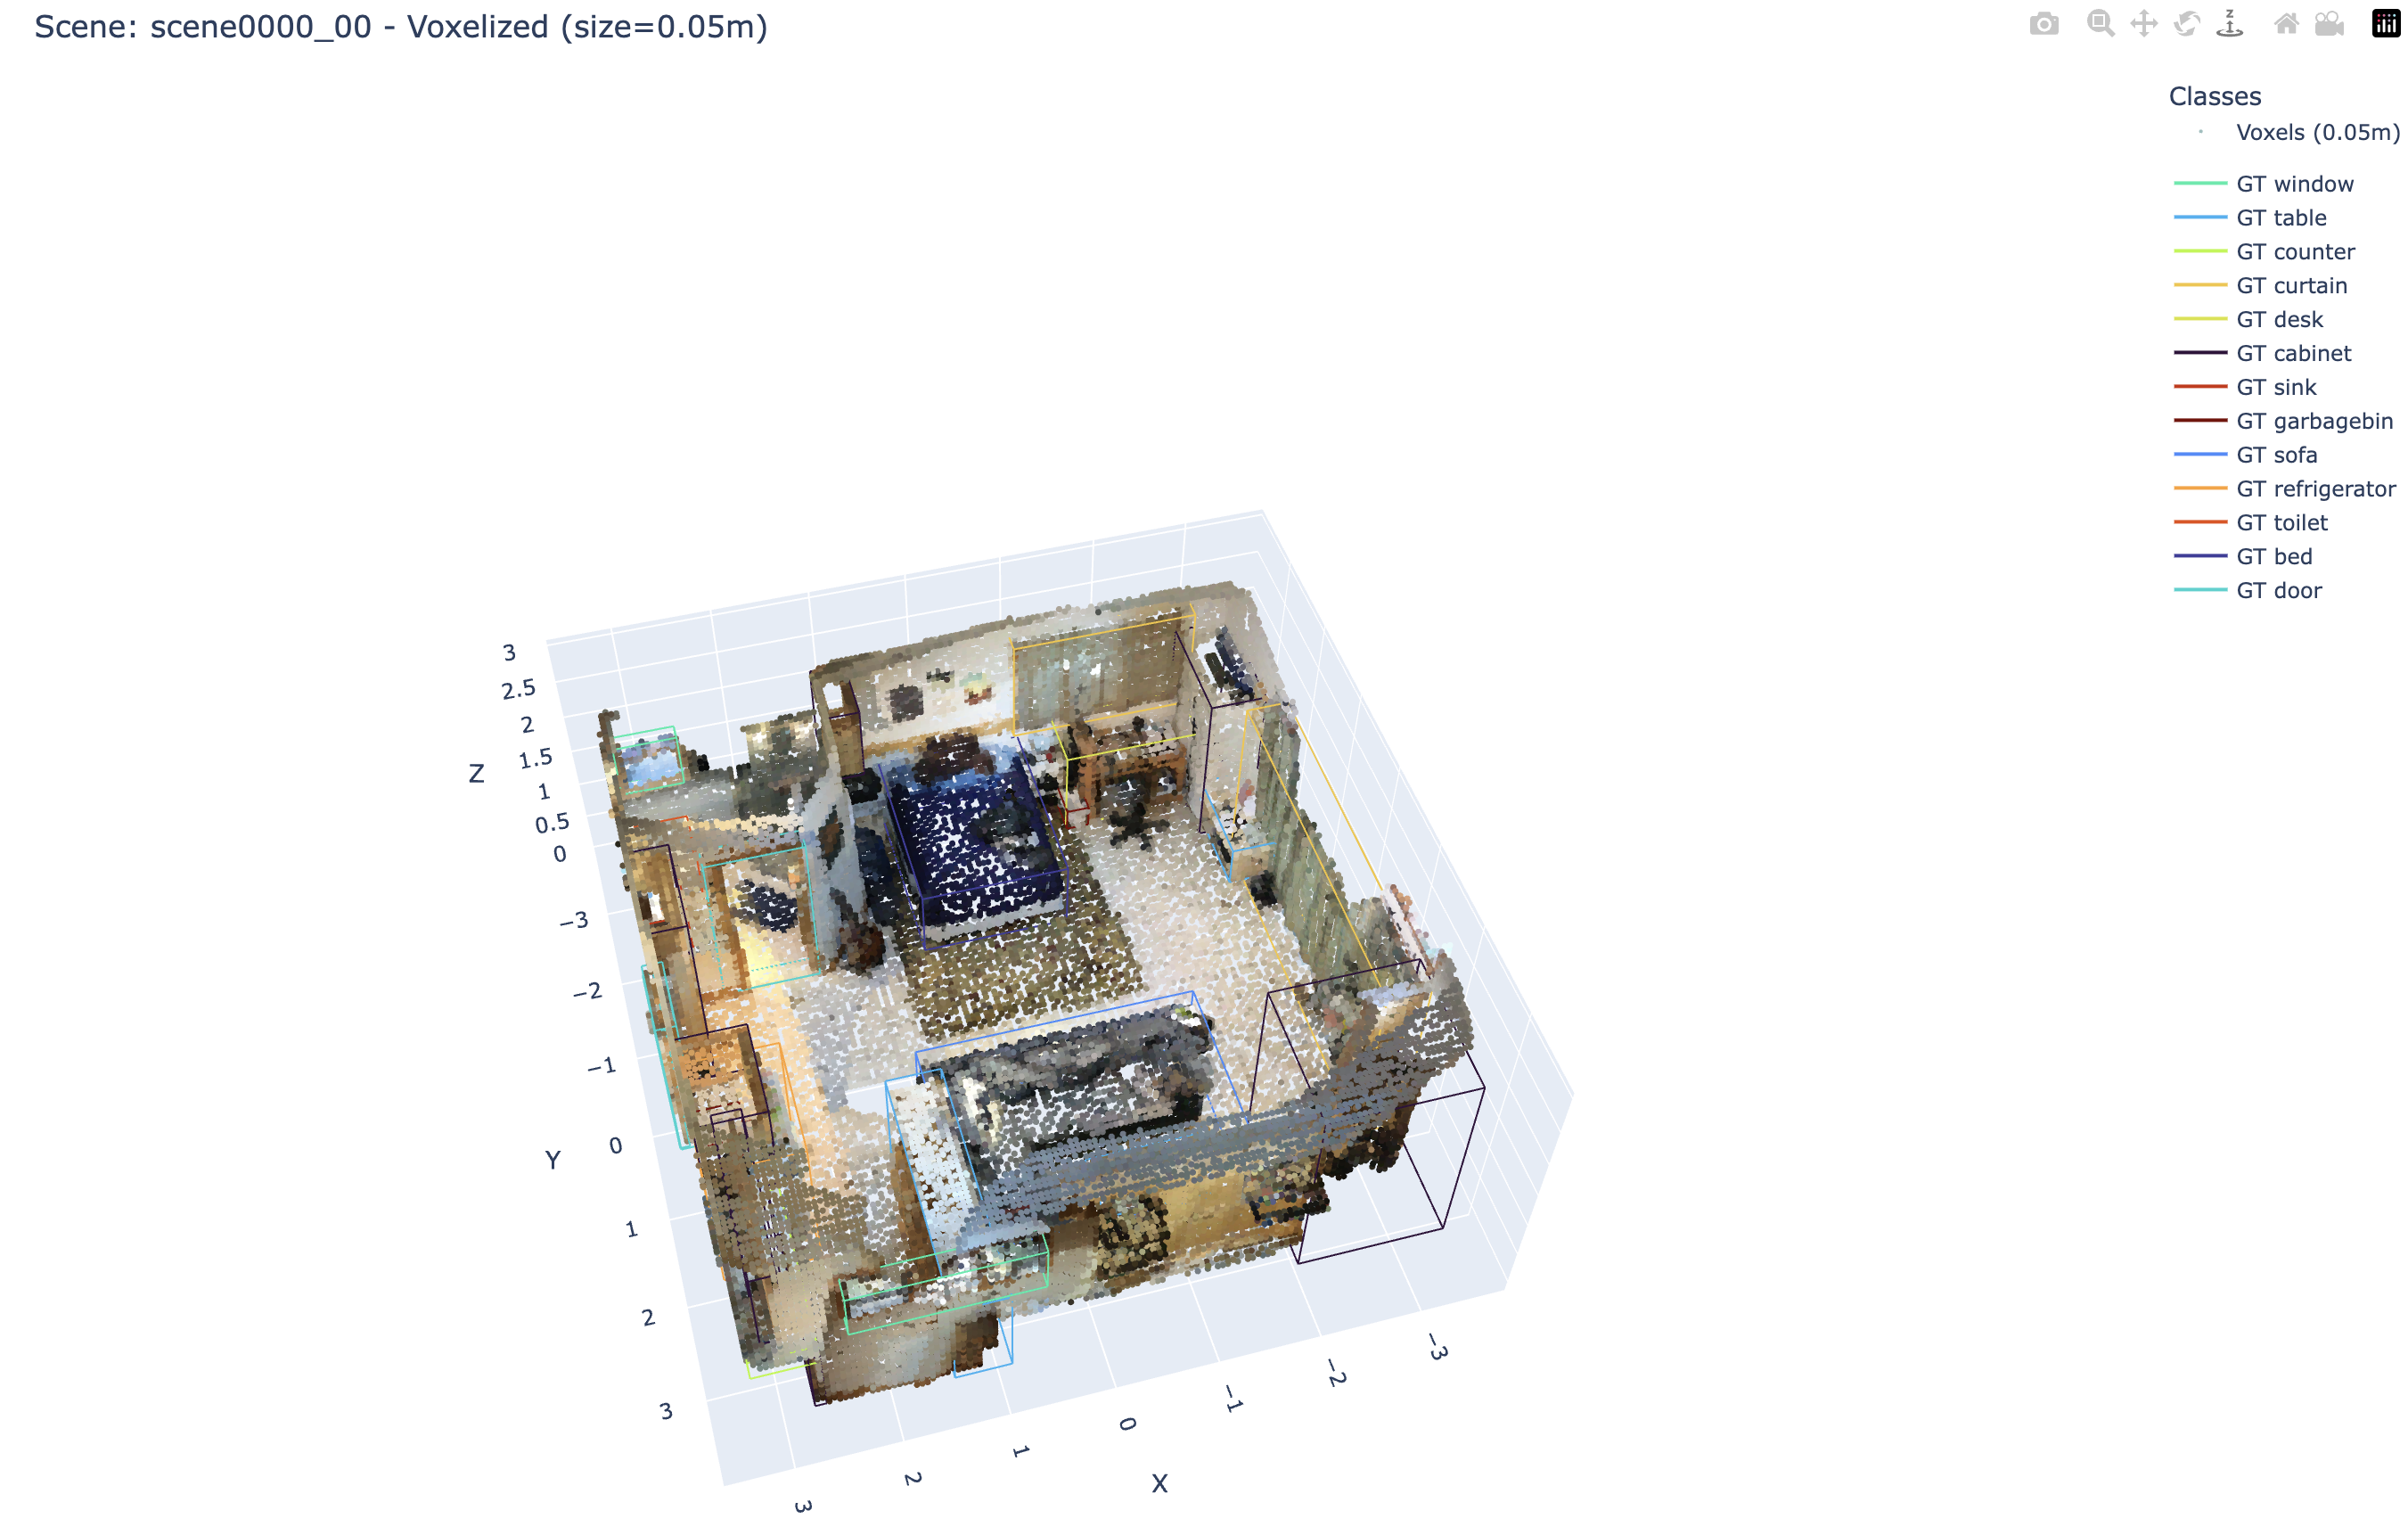 Scene: scene0000_00 - Voxelized (size=0.05m)
Z
Classes
Voxels (0.05m)
GT window
GT table
GT counter
GT curtain
GT desk
GT cabinet
GT sink
GT garbagebin
GT sofa
GT refrigerator
GT toilet
GT bed
GT door
3
2.5
2
1.5
1
0.5
0
Z
−3
−2
−1
0
1
2
3
Y
3
2
1
0
−1
−2
−3
X